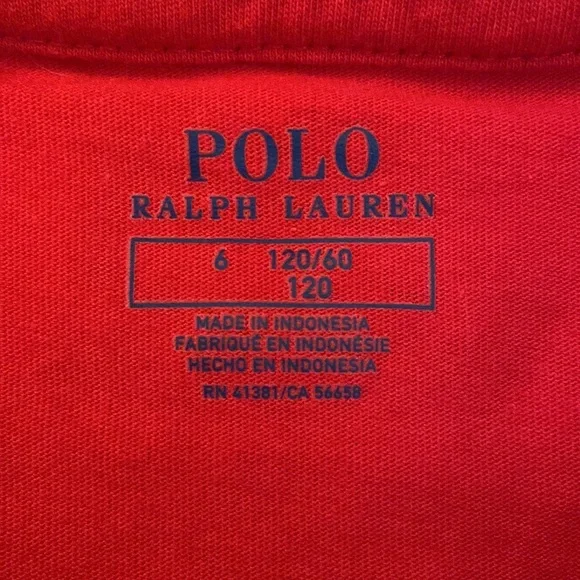 POLO
RALPH LAUREN
6 120/60
120
MADE IN INDONESIA
FABRIQUÉ EN INDONÉSIE
HECHO EN INDONESIA
RN 41381/CA 56658